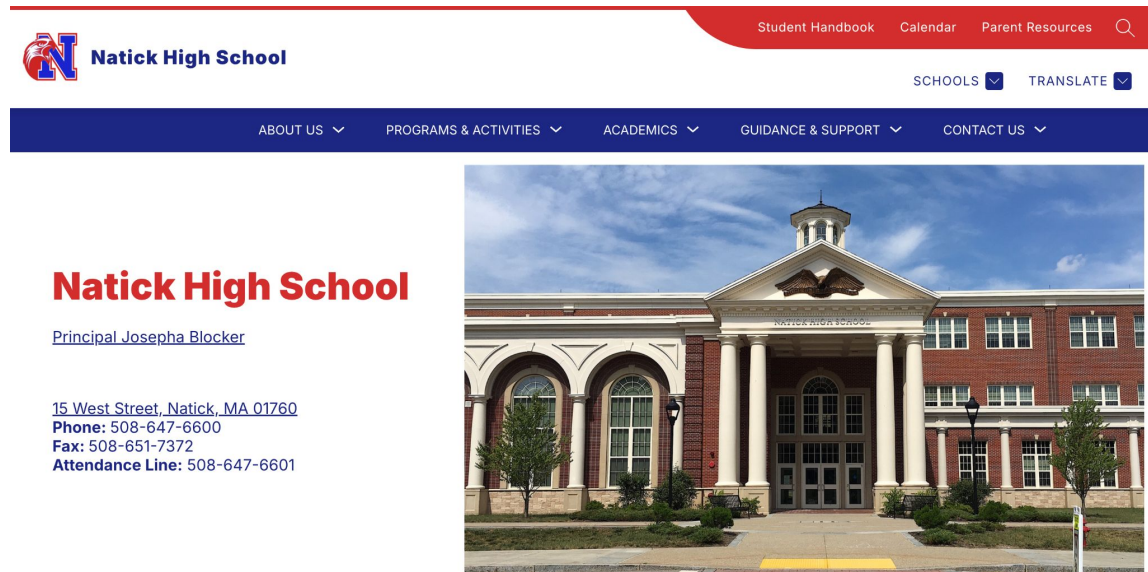 Student Handbook Calendar Parent Resources
N Natick High School
SCHOOLS TRANSLATE
ABOUT US PROGRAMS & ACTIVITIES ACADEMICS GUIDANCE & SUPPORT CONTACT US
Natick High School
Principal Josepha Blocker
15 West Street, Natick, MA 01760
Phone: 508-647-6600
Fax: 508-651-7372
Attendance Line: 508-647-6601
NATICK HIGH SCHOOL